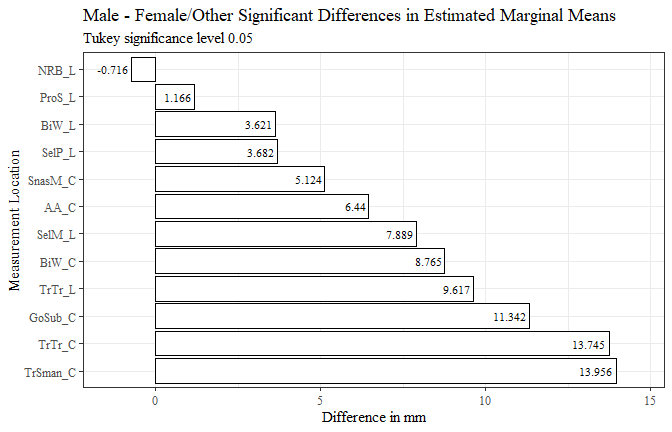 Male - Female/Other Significant Differences in Estimated Marginal Means
Tukey significance level 0.05
Measurement Location
NRB_L -0.716
ProS_L 1.166
BiW_L 3.621
SelP_L 3.682
SnasM_C 5.124
AA_C 6.44
SelM_L 7.889
BiW_C 8.765
TrTr_L 9.617
GoSub_C 11.342
TrTr_C 13.745
TrSman_C 13.956
0 5 10 15
Difference in mm